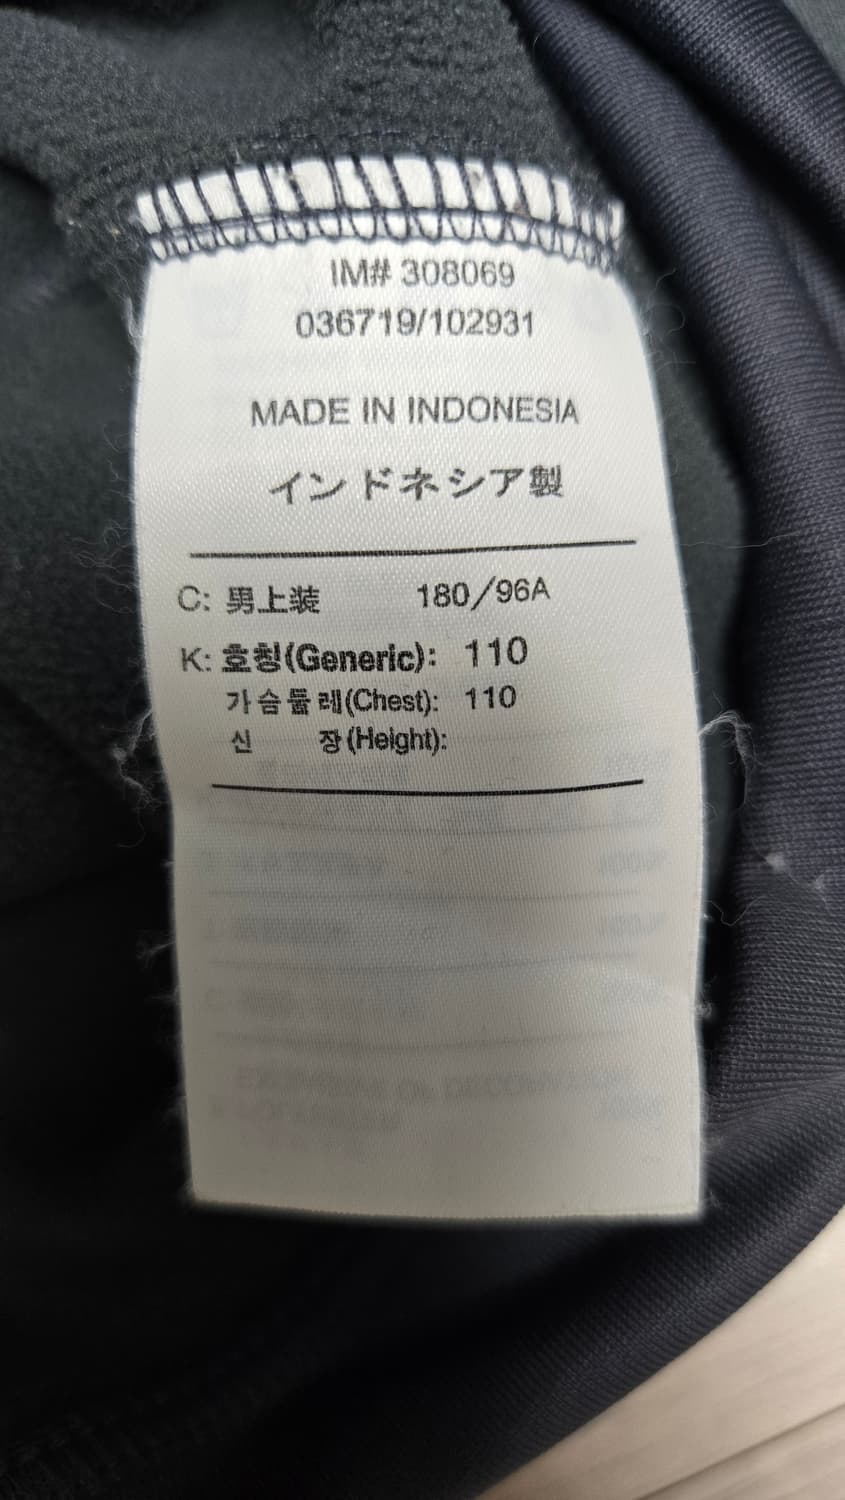 IM# 308069
036719/102931
MADE IN INDONESIA
インドネシア製
C: 男上装 180/96A
K: 호칭(Generic): 110
가슴둘레(Chest): 110
신 장(Height):